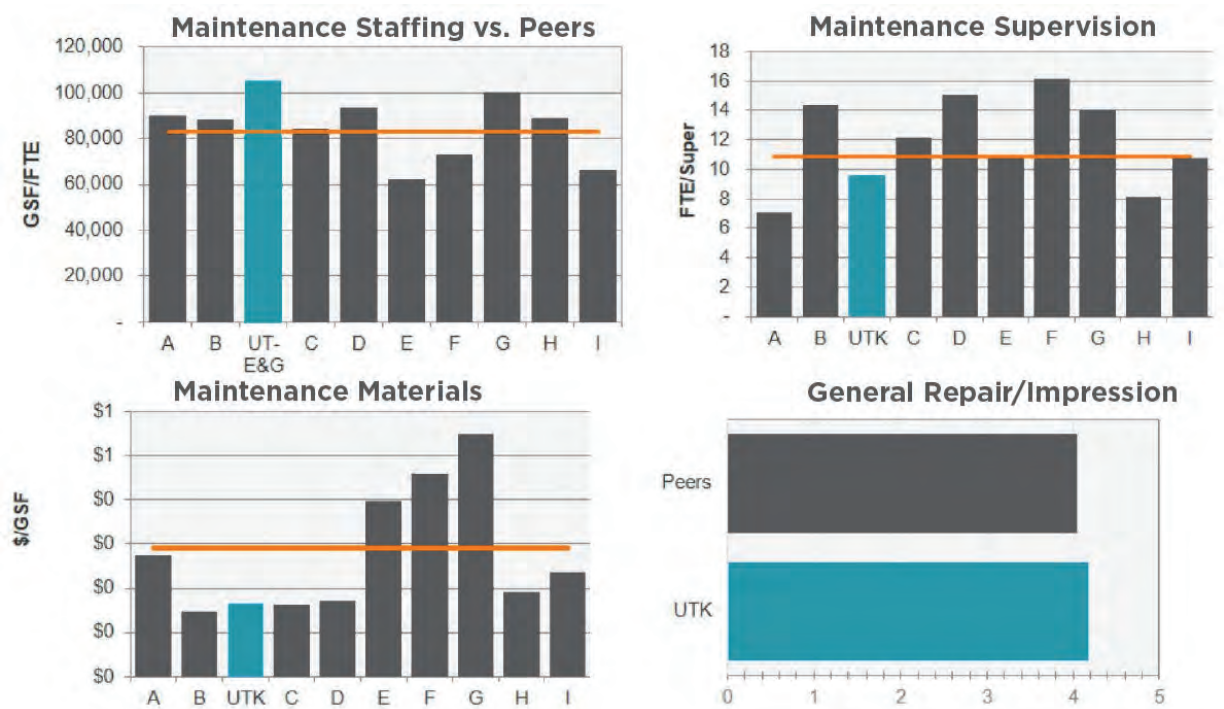 Maintenance Staffing vs. Peers
120,000
100,000
80,000
60,000
40,000
20,000
-
GSF/FTE
A B UT-E&G C D E F G H I
Maintenance Supervision
18
16
14
12
10
8
6
4
2
-
FTE/Super
A B UTK C D E F G H I
Maintenance Materials
$1
$1
$0
$0
$0
$0
$0
$/GSF
A B UTK C D E F G H I
General Repair/Impression
Peers
UTK
0 1 2 3 4 5